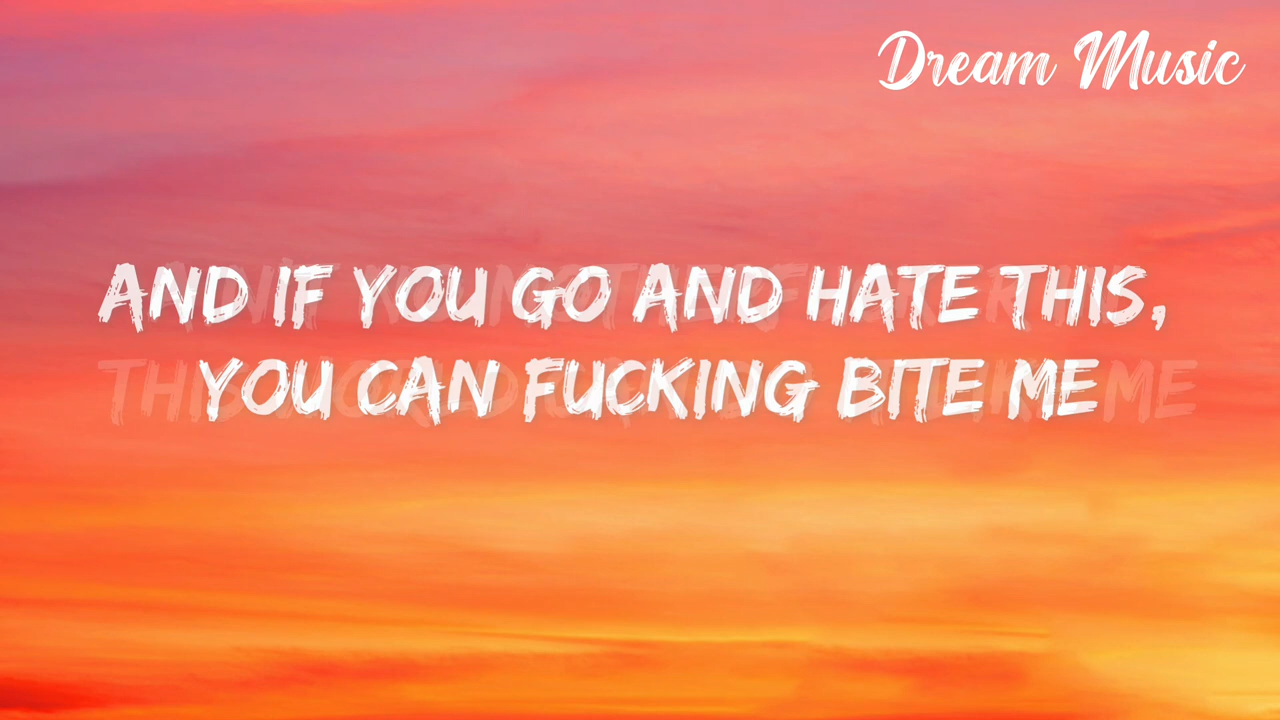 Dream Music
AND IF YOU GO AND HATE THIS,
YOU CAN FUCKING BITE ME